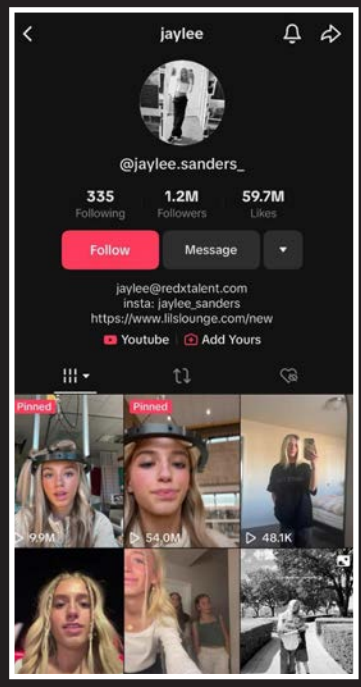 jaylee
@jaylee.sanders_
335 1.2M 59.7M
Following Followers Likes
Follow Message
jaylee@redxtalent.com
insta: jaylee_sanders
https://www.lilslounge.com/new
Youtube Add Yours
Pinned Pinned
9.9M 54.0M 48.1K